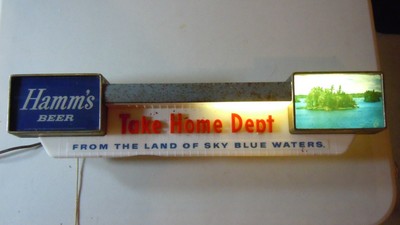 Hamm's
BEER
Take Home Dept
FROM THE LAND OF SKY BLUE WATERS.